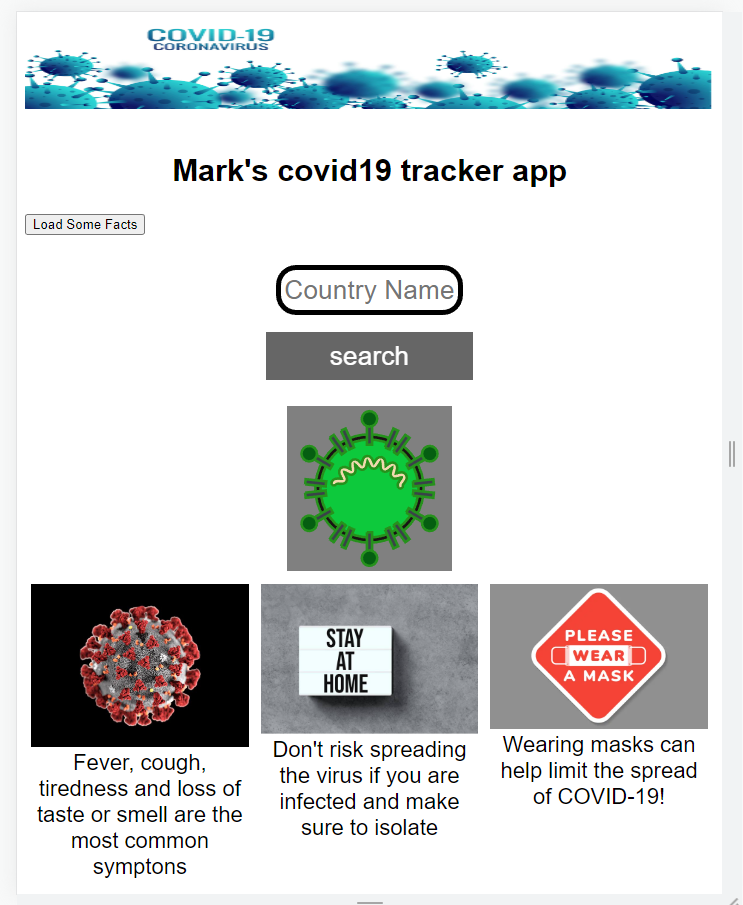 COVID-19
CORONAVIRUS
Mark's covid19 tracker app
Load Some Facts
Country Name
search
STAY
AT
HOME
PLEASE
WEAR
A MASK
Fever, cough,
tiredness and loss of
taste or smell are the
most common
symptons
Don't risk spreading
the virus if you are
infected and make
sure to isolate
Wearing masks can
help limit the spread
of COVID-19!